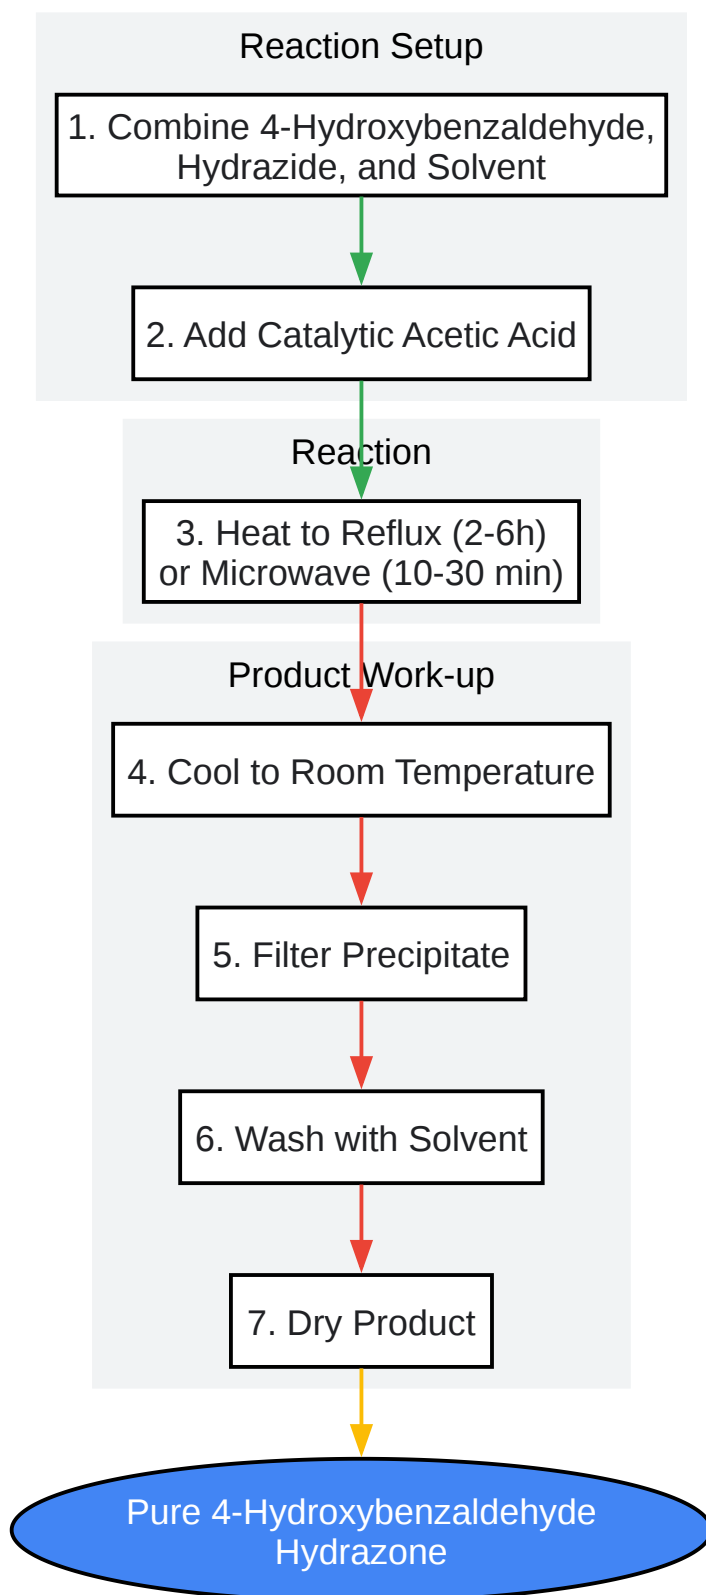 Reaction Setup
1. Combine 4-Hydroxybenzaldehyde,
Hydrazide, and Solvent
2. Add Catalytic Acetic Acid
Reaction
3. Heat to Reflux (2-6h)
or Microwave (10-30 min)
Product Work-up
4. Cool to Room Temperature
5. Filter Precipitate
6. Wash with Solvent
7. Dry Product
Pure 4-Hydroxybenzaldehyde
Hydrazone